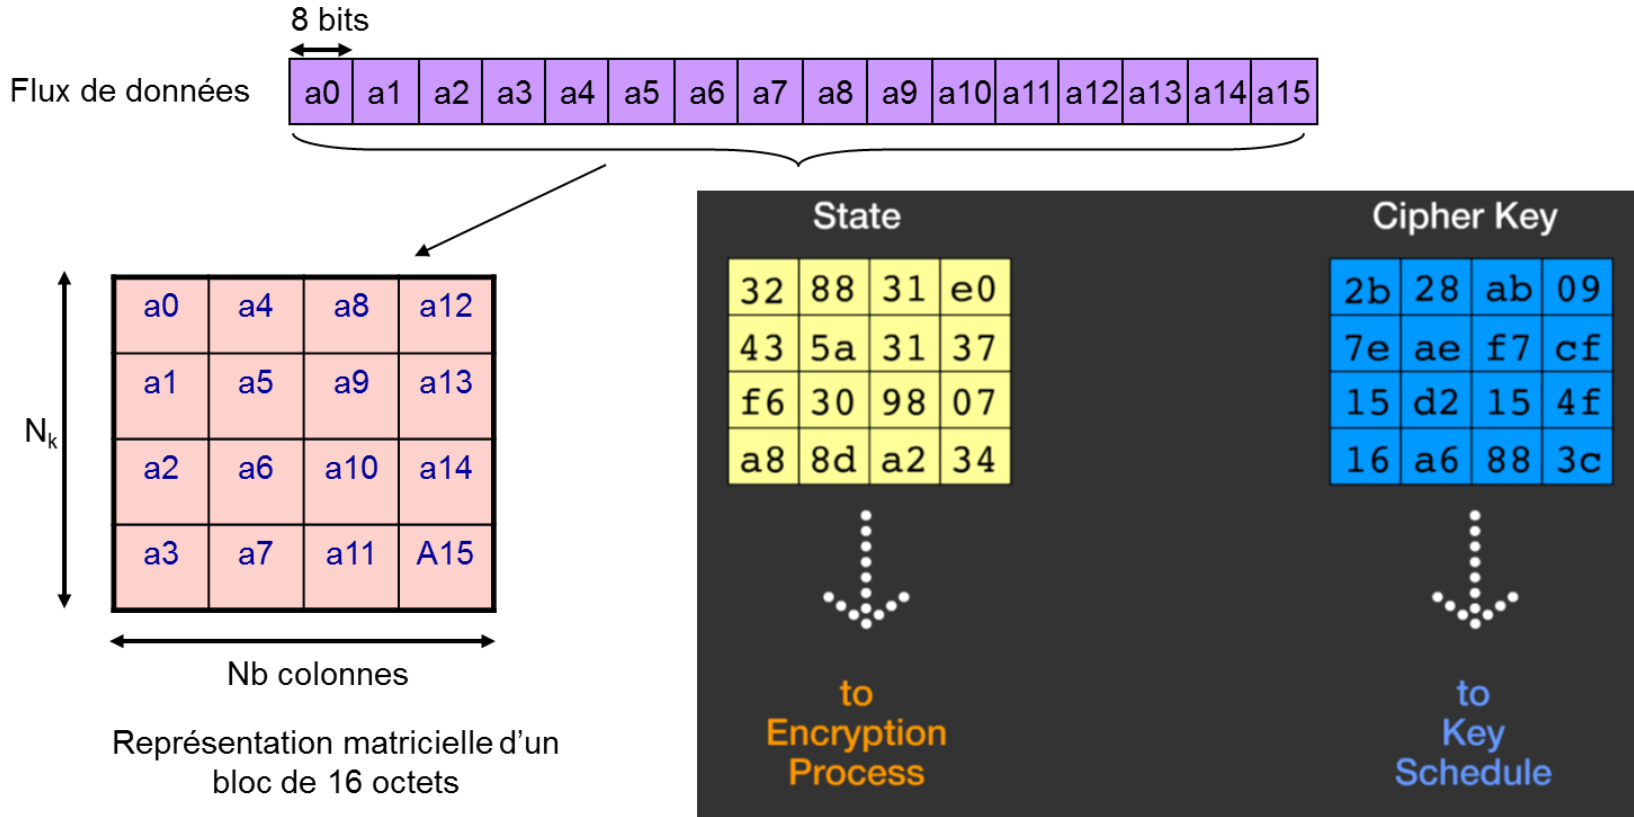 8 bits
Flux de données
a0 a1 a2 a3 a4 a5 a6 a7 a8 a9 a10 a11 a12 a13 a14 a15
State
Cipher Key
32 88 31 e0
43 5a 31 37
f6 30 98 07
a8 8d a2 34
2b 28 ab 09
7e ae f7 cf
15 d2 15 4f
16 a6 88 3c
a0 a4 a8 a12
a1 a5 a9 a13
a2 a6 a10 a14
a3 a7 a11 A15
Nk
Nb colonnes
Représentation matricielle d’un
bloc de 16 octets
to
Encryption
Process
to
Key
Schedule